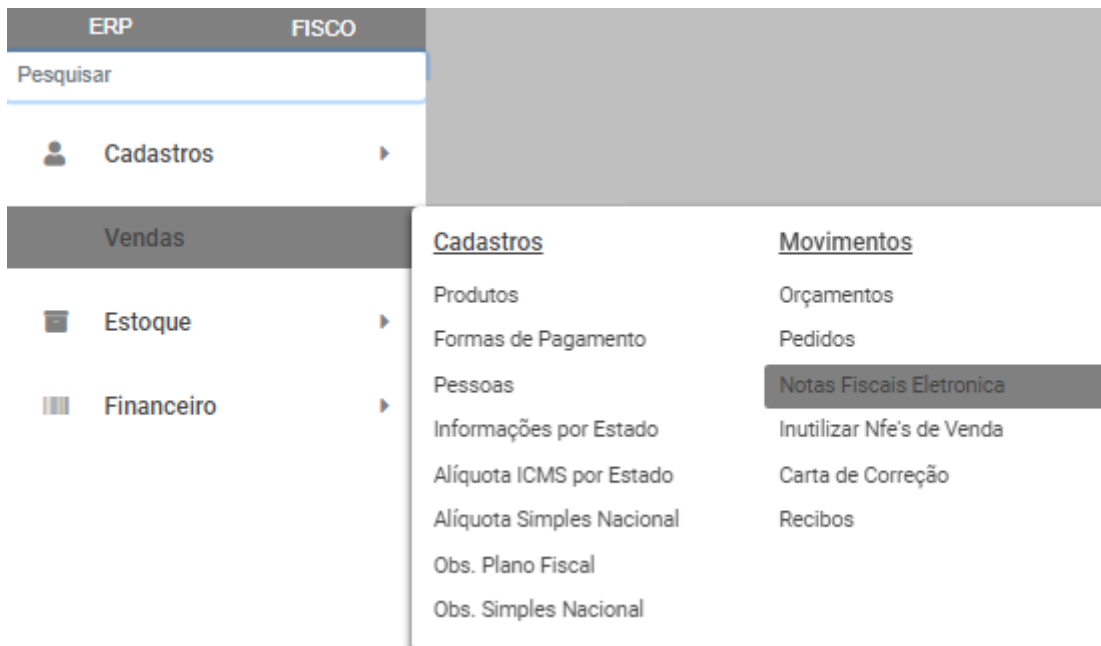 ERP FISCO
Pesquisar
Cadastros
Vendas
Estoque
Financeiro
Cadastros
Produtos
Formas de Pagamento
Pessoas
Informações por Estado
Alíquota ICMS por Estado
Alíquota Simples Nacional
Obs. Plano Fiscal
Obs. Simples Nacional
Movimentos
Orçamentos
Pedidos
Notas Fiscais Eletronica
Inutilizar Nfe's de Venda
Carta de Correção
Recibos